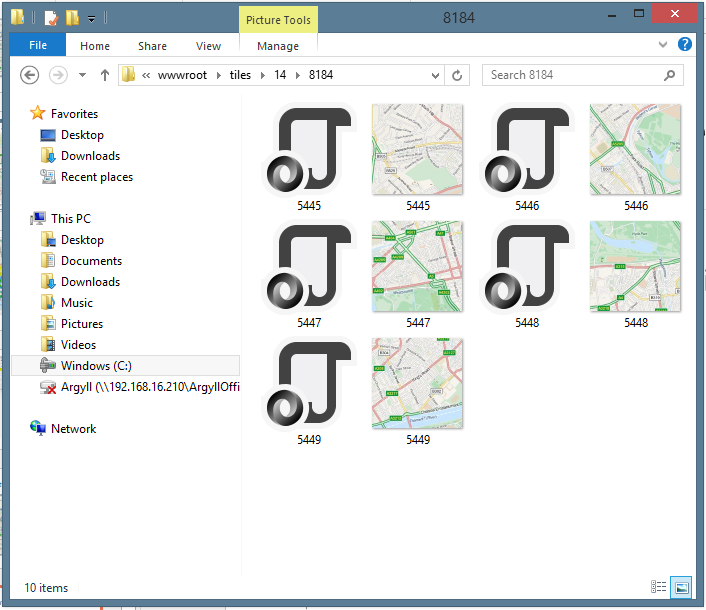 Picture Tools
8184
File Home Share View Manage
« wwwroot tiles 14 8184
Search 8184
Favorites
Desktop
Downloads
Recent places
This PC
Desktop
Documents
Downloads
Music
Pictures
Videos
Windows (C:)
Argyll (\\192.168.16.210\ArgyllOffi
Network
5445 5445 5446 5446
5447 5447 5448 5448
5449 5449
10 items